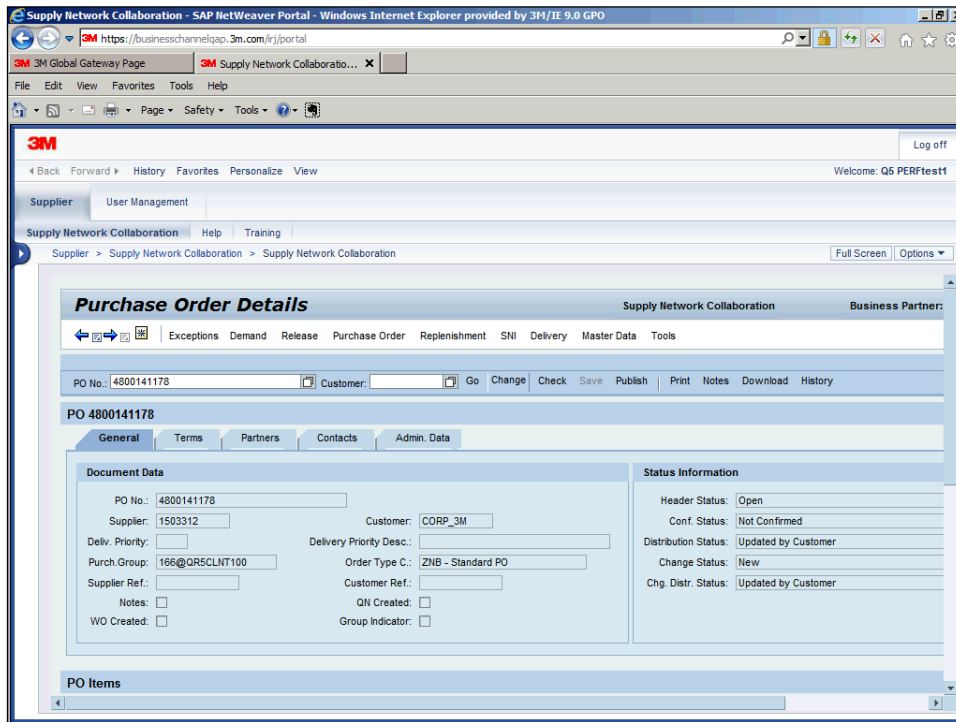 Supply Network Collaboration - SAP NetWeaver Portal - Windows Internet Explorer provided by 3M/IE 9.0 GPO
3M https://businesschannelqap.3m.com/irj/portal
3M 3M Global Gateway Page 3M Supply Network Collaboratio... X
File Edit View Favorites Tools Help
Page Safety Tools
3M Log off
Back Forward History Favorites Personalize View Welcome: Q5 PERFtest1
Supplier User Management
Supply Network Collaboration Help Training
Supplier > Supply Network Collaboration > Supply Network Collaboration Full Screen Options
Purchase Order Details Supply Network Collaboration Business Partner:
Exceptions Demand Release Purchase Order Replenishment SNI Delivery Master Data Tools
PO No.: 4800141178 Customer: Go Change Check Save Publish Print Notes Download History
PO 4800141178
General Terms Partners Contacts Admin. Data
Document Data Status Information
PO No.: 4800141178 Header Status: Open
Supplier: 1503312 Customer: CORP_3M Conf. Status: Not Confirmed
Deliv. Priority: Delivery Priority Desc.: Distribution Status: Updated by Customer
Purch.Group: 166@QR5CLNT100 Order Type C.: ZNB - Standard PO Change Status: New
Supplier Ref.: Customer Ref.: Chg. Distr. Status: Updated by Customer
Notes: QN Created:
WO Created: Group Indicator:
PO Items